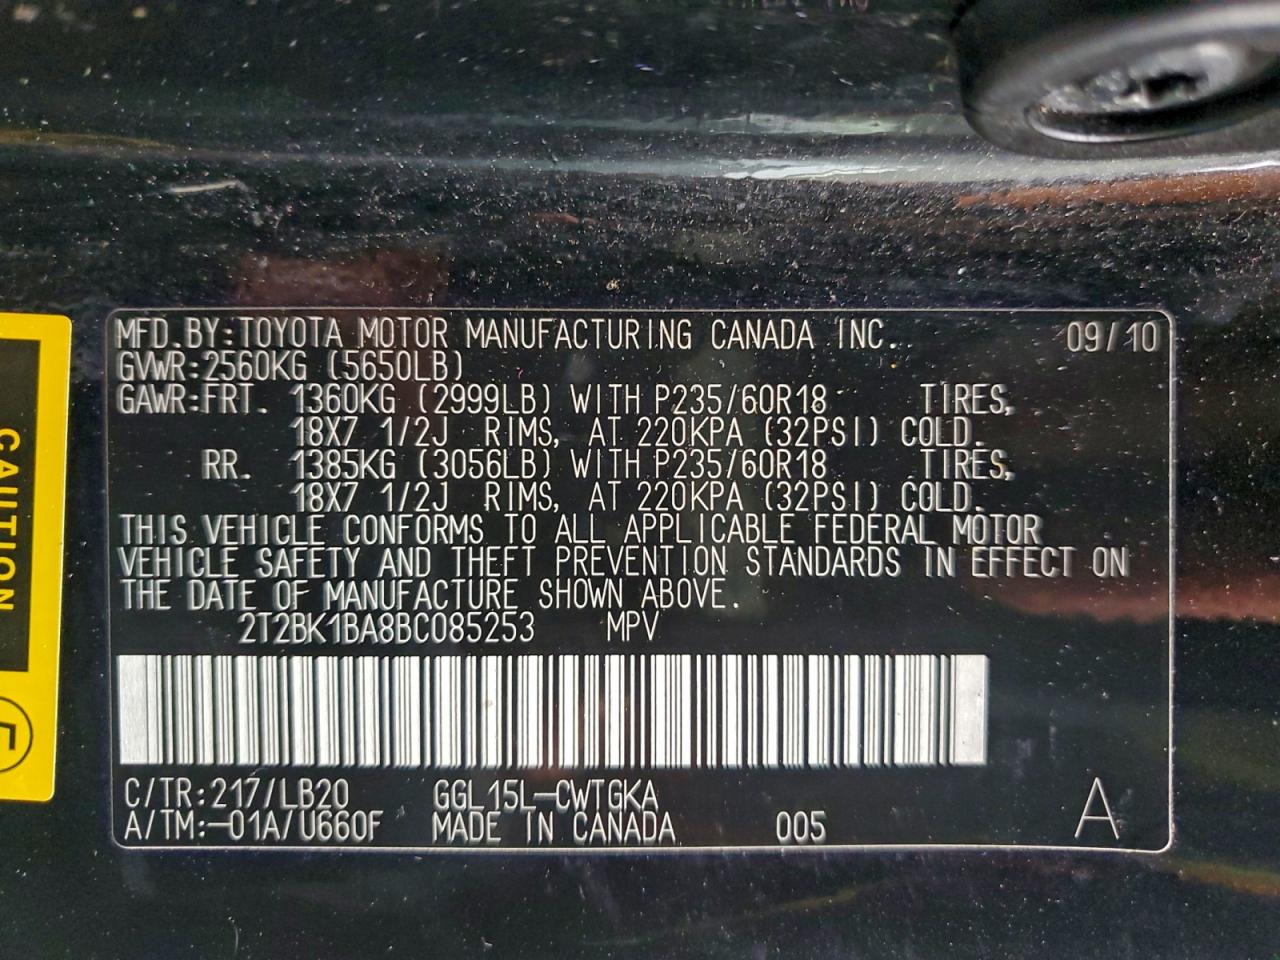 MFD.BY:TOYOTA MOTOR MANUFACTURING CANADA INC. 09/10
GVWR:2560KG (5650LB)
GAWR:FRT. 1360KG (2999LB) WITH P235/60R18 TIRES,
18X7 1/2J RIMS, AT 220KPA (32PSI) COLD.
RR. 1385KG (3056LB) WITH P235/60R18 TIRES,
18X7 1/2J RIMS, AT 220KPA (32PSI) COLD.
THIS VEHICLE CONFORMS TO ALL APPLICABLE FEDERAL MOTOR
VEHICLE SAFETY AND THEFT PREVENTION STANDARDS IN EFFECT ON
THE DATE OF MANUFACTURE SHOWN ABOVE.
2T2BK1BA8BC085253 MPV
C/TR:217/LB20 GGL15L-CWTGKA
A/TM:-01A/U660F MADE IN CANADA 005 A
CAUTION